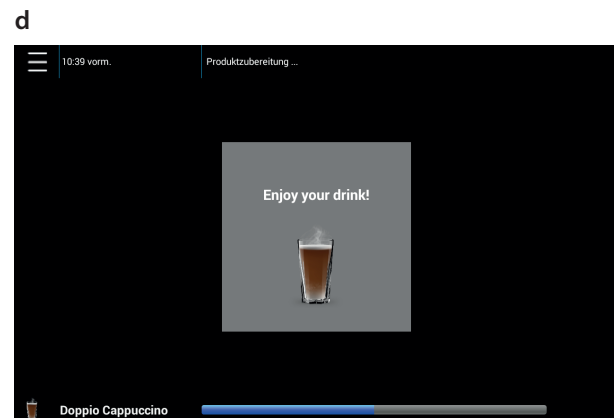 d
10:39 vorm.
Produktzubereitung ...
Enjoy your drink!
Doppio Cappuccino